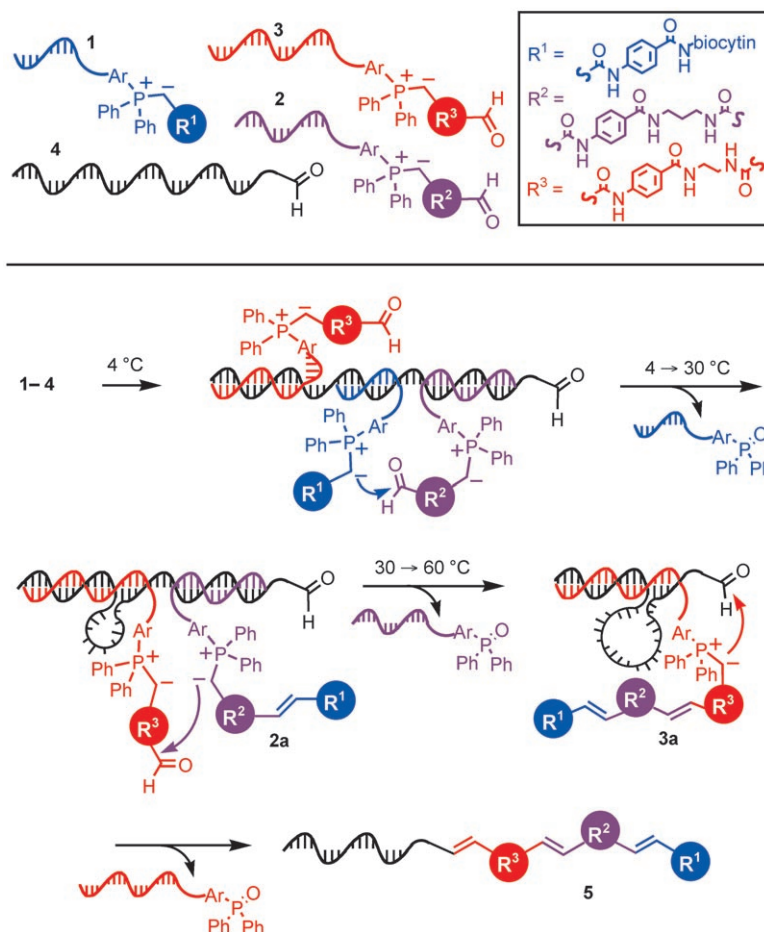 1
Ar
P
+
−
Ph
Ph
R1
3
Ar
P
+
−
Ph
Ph
R3
O
H
2
Ar
P
+
−
Ph
Ph
R2
O
H
4
O
H
R1 =
O
N
H
O
N
H
biocytin
R2 =
O
N
H
O
N
H
O
N
H
R3 =
O
N
H
O
N
H
H
N
O
1–4
4 °C
Ph
Ph
P
+
−
R3
O
H
Ar
O
H
Ar
Ph
Ph
P
+
−
R1
Ar
P
+
−
Ph
Ph
R2
O
H
4 → 30 °C
Ar
P
O
Ph
Ph
O
H
Ar
Ph
Ph
P
+
−
R3
O
H
Ar
P
+
−
Ph
Ph
R2
R1
2a
30 → 60 °C
Ar
P
O
Ph
Ph
O
H
Ar
Ph
Ph
P
+
−
R1
R2
R3
3a
Ar
P
O
Ph
Ph
R3
R2
R1
5